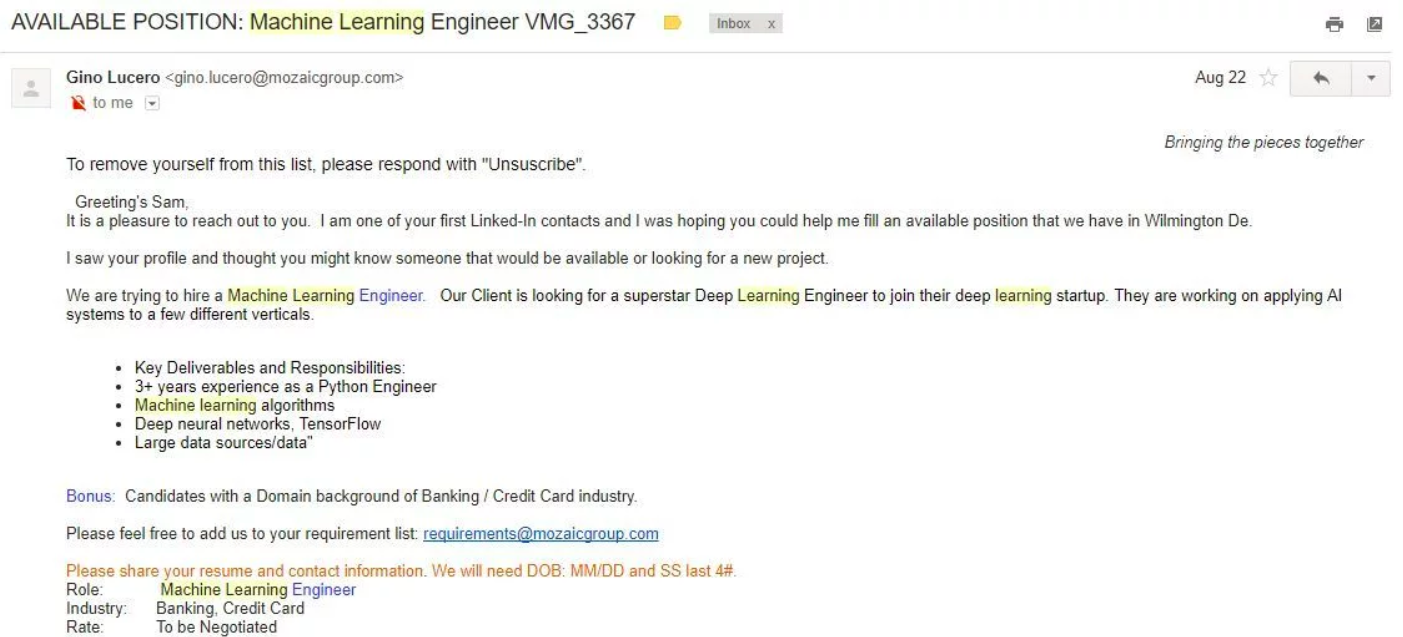 AVAILABLE POSITION: Machine Learning Engineer VMG_3367
Inbox x
Gino Lucero <gino.lucero@mozaicgroup.com>
Aug 22
to me
Bringing the pieces together
To remove yourself from this list, please respond with "Unsuscribe".
Greeting's Sam,
It is a pleasure to reach out to you. I am one of your first Linked-In contacts and I was hoping you could help me fill an available position that we have in Wilmington De.
I saw your profile and thought you might know someone that would be available or looking for a new project.
We are trying to hire a Machine Learning Engineer. Our Client is looking for a superstar Deep Learning Engineer to join their deep learning startup. They are working on applying AI
systems to a few different verticals.
• Key Deliverables and Responsibilities:
• 3+ years experience as a Python Engineer
• Machine learning algorithms
• Deep neural networks, TensorFlow
• Large data sources/data"
Bonus: Candidates with a Domain background of Banking / Credit Card industry.
Please feel free to add us to your requirement list: requirements@mozaicgroup.com
Please share your resume and contact information. We will need DOB: MM/DD and SS last 4#.
Role: Machine Learning Engineer
Industry: Banking, Credit Card
Rate: To be Negotiated